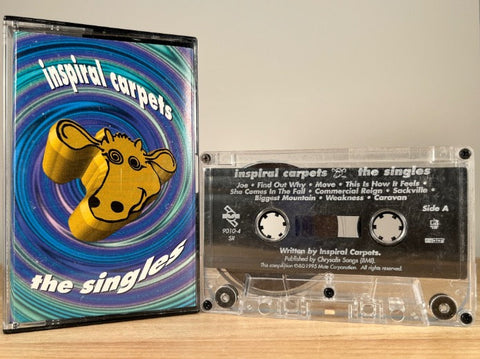 inspiral carpets
the singles
inspiral carpets the singles
Joe • Find Out Why • Move • This Is How It Feels •
She Comes In The Fall • Commercial Reign • Sackville •
Biggest Mountain • Weakness • Caravan
Side A
9010-4
SR
Written by Inspiral Carpets.
Published by Chrysalis Songs (BMI).
This compilation ©&℗ 1995 Mute Corporation. All rights reserved.